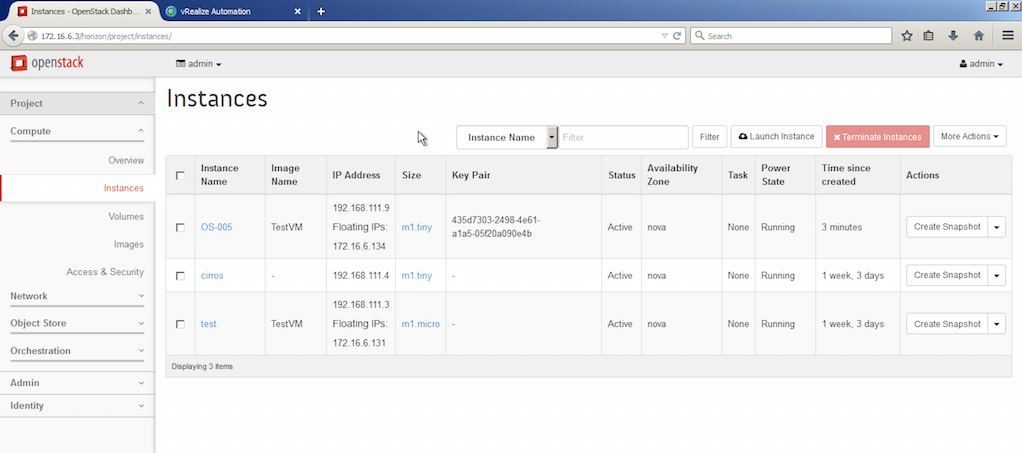 Instances - OpenStack Dashb...
vRealize Automation
172.16.6.3/horizon/project/instances/
Search
openstack
admin
admin
Project
Compute
Overview
Instances
Volumes
Images
Access & Security
Network
Object Store
Orchestration
Admin
Identity
Instances
Instance Name
Filter
Filter
Launch Instance
Terminate Instances
More Actions
Instance Name
Image Name
IP Address
Size
Key Pair
Status
Availability Zone
Task
Power State
Time since created
Actions
OS-005
TestVM
192.168.111.9
Floating IPs:
172.16.6.134
m1.tiny
435d7303-2498-4e61-
a1a5-05f20a090e4b
Active
nova
None
Running
3 minutes
Create Snapshot
cirros
-
192.168.111.4
m1.tiny
-
Active
nova
None
Running
1 week, 3 days
Create Snapshot
test
TestVM
192.168.111.3
Floating IPs:
172.16.6.131
m1.micro
-
Active
nova
None
Running
1 week, 3 days
Create Snapshot
Displaying 3 items